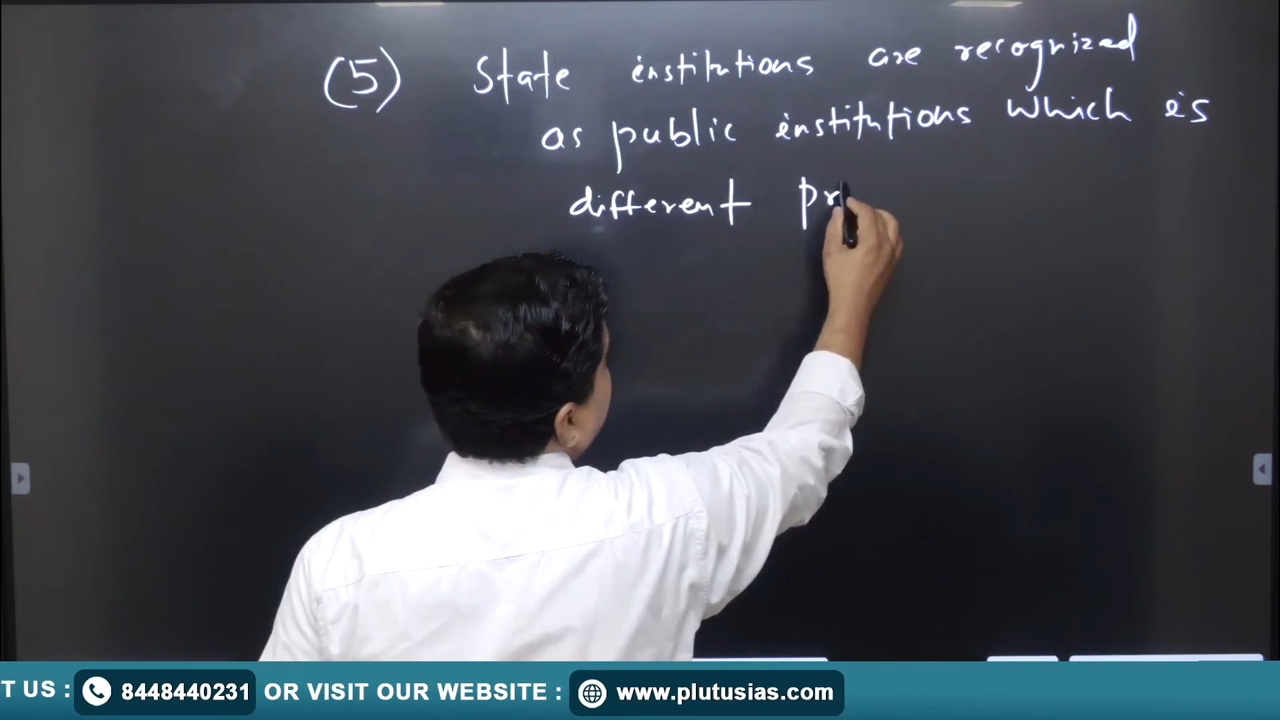 (5) State institutions are recognized
as public institutions which is
different pr
T US : 8448440231 OR VISIT OUR WEBSITE : www.plutusias.com